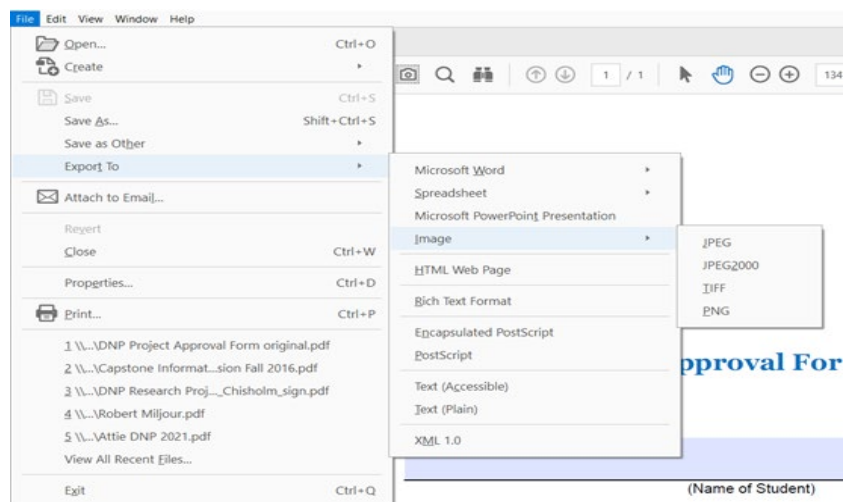 File Edit View Window Help
Open... Ctrl+O
Create
Save Ctrl+S
Save As... Shift+Ctrl+S
Save as Other
Export To
Attach to Email...
Revert
Close Ctrl+W
Properties... Ctrl+D
Print... Ctrl+P
1 \\...\DNP Project Approval Form original.pdf
2 \\...\Capstone Informat...sion Fall 2016.pdf
3 \\...\DNP Research Proj..._Chisholm_sign.pdf
4 \\...\Robert Miljour.pdf
5 \\...\Attie DNP 2021.pdf
View All Recent Files...
Exit Ctrl+Q
1 / 1
134
Microsoft Word
Spreadsheet
Microsoft PowerPoint Presentation
Image
HTML Web Page
Rich Text Format
Encapsulated PostScript
PostScript
Text (Accessible)
Text (Plain)
XML 1.0
JPEG
JPEG2000
TIFF
PNG
pproval For
(Name of Student)